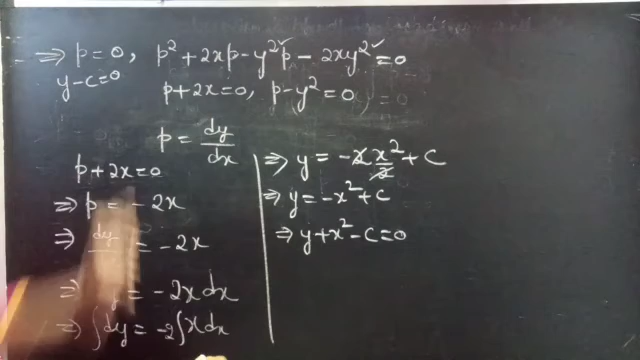 ⇒ p = 0, p² + 2xp - y²p - 2xy² = 0
y - c = 0
p + 2x = 0, p - y² = 0
p = dy/dx
p + 2x = 0
⇒ p = - 2x
⇒ dy = - 2x
⇒ = - 2x dx
⇒ ∫dy = -2∫x dx
⇒ y = -2 x²/2 + c
⇒ y = -x² + c
⇒ y + x² - c = 0